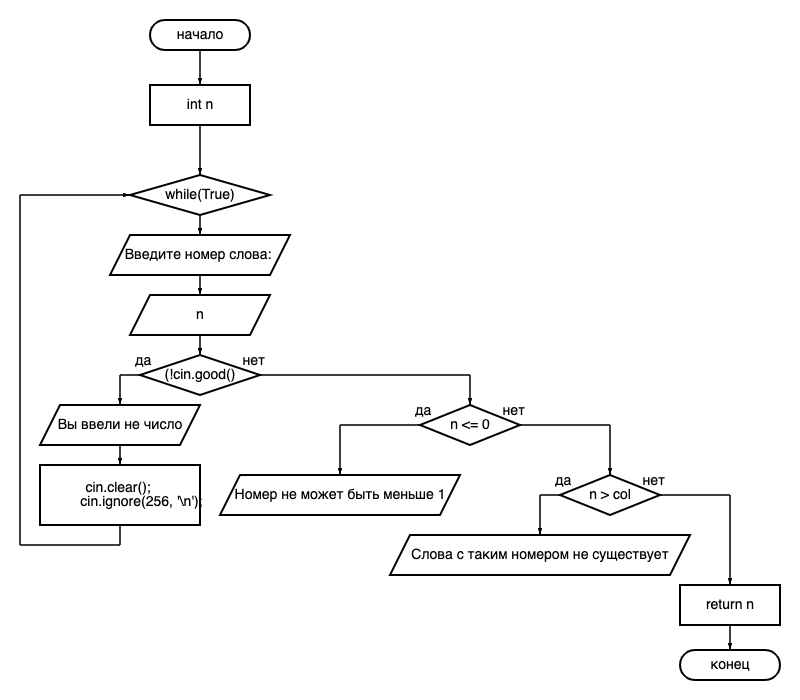 начало
int n
while(True)
Введите номер слова:
n
да
нет
(!cin.good()
Вы ввели не число
cin.clear();
cin.ignore(256, '\n');
да
нет
n <= 0
Номер не может быть меньше 1
да
нет
n > col
Слова с таким номером не существует
return n
конец